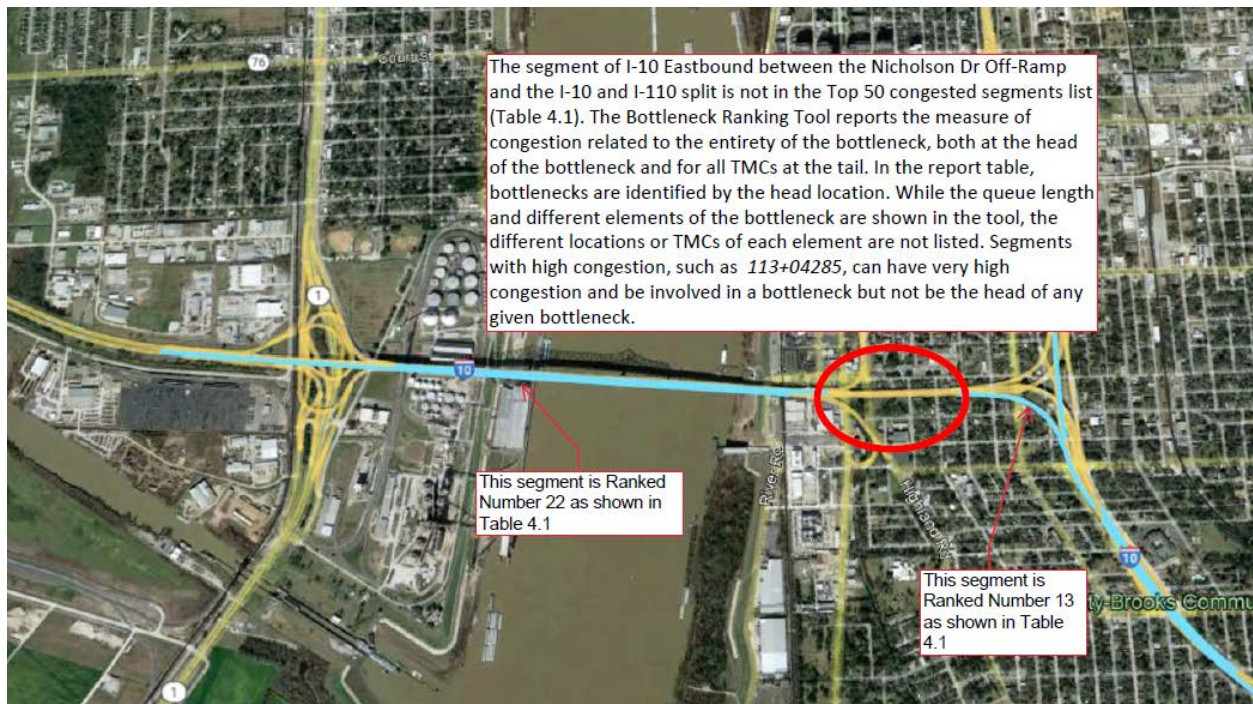 76
Court St
The segment of I-10 Eastbound between the Nicholson Dr Off-Ramp
and the I-10 and I-110 split is not in the Top 50 congested segments list
(Table 4.1). The Bottleneck Ranking Tool reports the measure of
congestion related to the entirety of the bottleneck, both at the head
of the bottleneck and for all TMCs at the tail. In the report table,
bottlenecks are identified by the head location. While the queue length
and different elements of the bottleneck are shown in the tool, the
different locations or TMCs of each element are not listed. Segments
with high congestion, such as 113+04285, can have very high
congestion and be involved in a bottleneck but not be the head of any
given bottleneck.
1
10
This segment is Ranked
Number 22 as shown in
Table 4.1
River Rd
Highland Rd
10
This segment is
Ranked Number 13
as shown in Table
4.1
ty-Brooks Commu
1